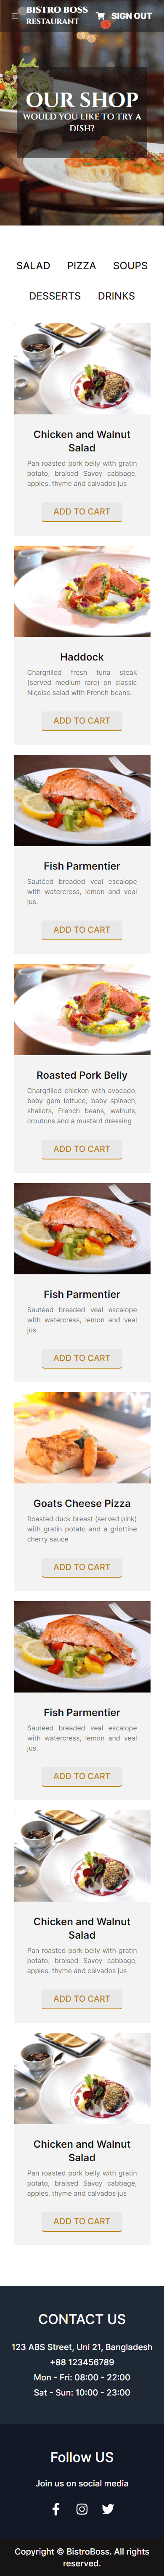 BISTRO BOSS
RESTAURANT
1
SIGN OUT
OUR SHOP
WOULD YOU LIKE TO TRY A
DISH?
SALAD PIZZA SOUPS
DESSERTS DRINKS
Chicken and Walnut
Salad
Pan roasted pork belly with gratin
potato, braised Savoy cabbage,
apples, thyme and calvados jus
ADD TO CART
Haddock
Chargrilled fresh tuna steak
(served medium rare) on classic
Niçoise salad with French beans.
ADD TO CART
Fish Parmentier
Sautéed breaded veal escalope
with watercress, lemon and veal
jus.
ADD TO CART
Roasted Pork Belly
Chargrilled chicken with avocado,
baby gem lettuce, baby spinach,
shallots, French beans, walnuts,
croutons and a mustard dressing
ADD TO CART
Fish Parmentier
Sautéed breaded veal escalope
with watercress, lemon and veal
jus.
ADD TO CART
Goats Cheese Pizza
Roasted duck breast (served pink)
with gratin potato and a griottine
cherry sauce
ADD TO CART
Fish Parmentier
Sautéed breaded veal escalope
with watercress, lemon and veal
jus.
ADD TO CART
Chicken and Walnut
Salad
Pan roasted pork belly with gratin
potato, braised Savoy cabbage,
apples, thyme and calvados jus
ADD TO CART
Chicken and Walnut
Salad
Pan roasted pork belly with gratin
potato, braised Savoy cabbage,
apples, thyme and calvados jus
ADD TO CART
CONTACT US
123 ABS Street, Uni 21, Bangladesh
+88 123456789
Mon - Fri: 08:00 - 22:00
Sat - Sun: 10:00 - 23:00
Follow US
Join us on social media
Copyright © BistroBoss. All rights
reserved.